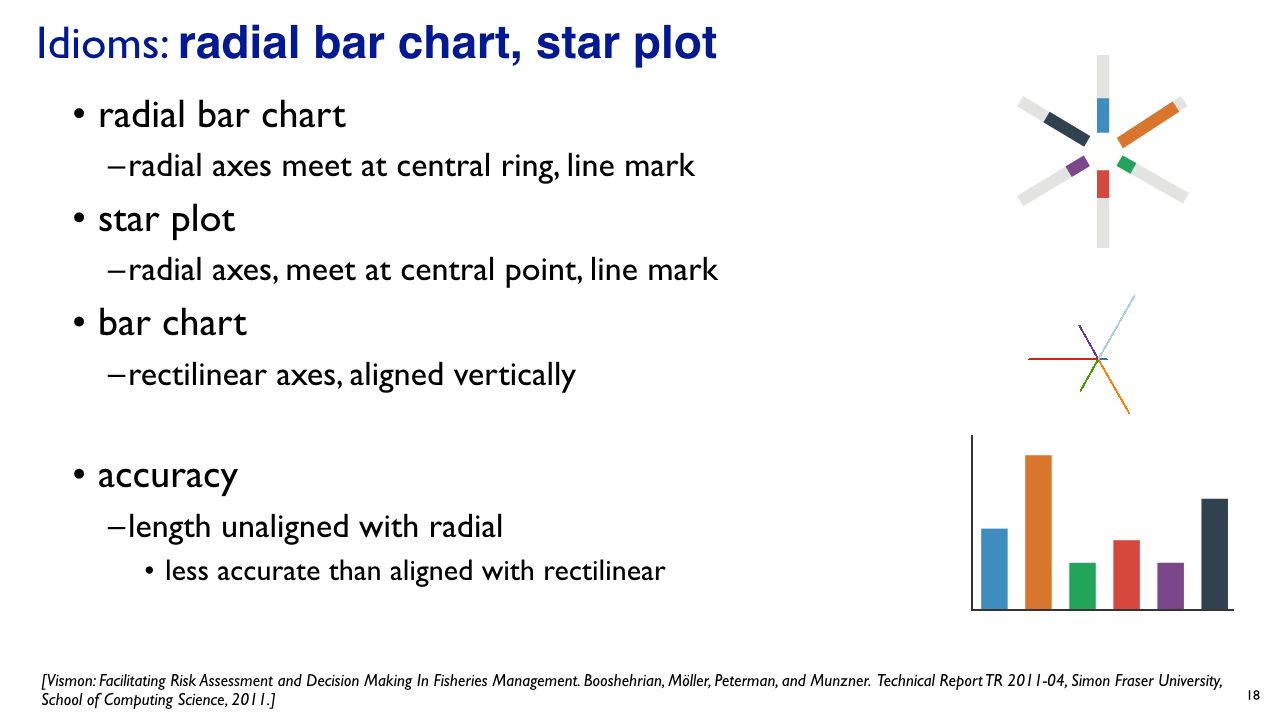 Idioms: radial bar chart, star plot
• radial bar chart
–radial axes meet at central ring, line mark
• star plot
–radial axes, meet at central point, line mark
• bar chart
–rectilinear axes, aligned vertically
• accuracy
–length unaligned with radial
• less accurate than aligned with rectilinear
[Vismon: Facilitating Risk Assessment and Decision Making In Fisheries Management. Booshehrian, Möller, Peterman, and Munzner. Technical Report TR 2011-04, Simon Fraser University,
School of Computing Science, 2011.]
18